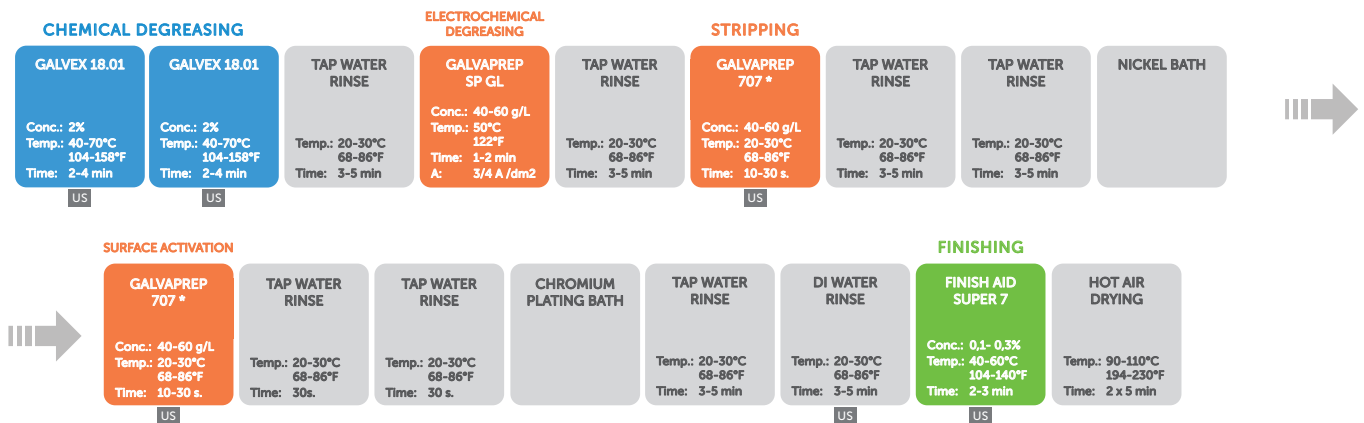 CHEMICAL DEGREASING
GALVEX 18.01
Conc.: 2%
Temp.: 40-70°C
104-158°F
Time: 2-4 min
US
GALVEX 18.01
Conc.: 2%
Temp.: 40-70°C
104-158°F
Time: 2-4 min
US
TAP WATER
RINSE
Temp.: 20-30°C
68-86°F
Time: 3-5 min
ELECTROCHEMICAL
DEGREASING
GALVAPREP
SP GL
Conc.: 40-60 g/L
Temp.: 50°C
122°F
Time: 1-2 min
A: 3/4 A /dm2
TAP WATER
RINSE
Temp.: 20-30°C
68-86°F
Time: 3-5 min
STRIPPING
GALVAPREP
707 *
Conc.: 40-60 g/L
Temp.: 20-30°C
68-86°F
Time: 10-30 s.
US
TAP WATER
RINSE
Temp.: 20-30°C
68-86°F
Time: 3-5 min
TAP WATER
RINSE
Temp.: 20-30°C
68-86°F
Time: 3-5 min
NICKEL BATH
SURFACE ACTIVATION
GALVAPREP
707 *
Conc.: 40-60 g/L
Temp.: 20-30°C
68-86°F
Time: 10-30 s.
US
TAP WATER
RINSE
Temp.: 20-30°C
68-86°F
Time: 30s.
TAP WATER
RINSE
Temp.: 20-30°C
68-86°F
Time: 30 s.
CHROMIUM
PLATING BATH
TAP WATER
RINSE
Temp.: 20-30°C
68-86°F
Time: 3-5 min
DI WATER
RINSE
Temp.: 20-30°C
68-86°F
Time: 3-5 min
US
FINISHING
FINISH AID
SUPER 7
Conc.: 0,1- 0,3%
Temp.: 40-60°C
104-140°F
Time: 2-3 min
US
HOT AIR
DRYING
Temp.: 90-110°C
194-230°F
Time: 2 x 5 min